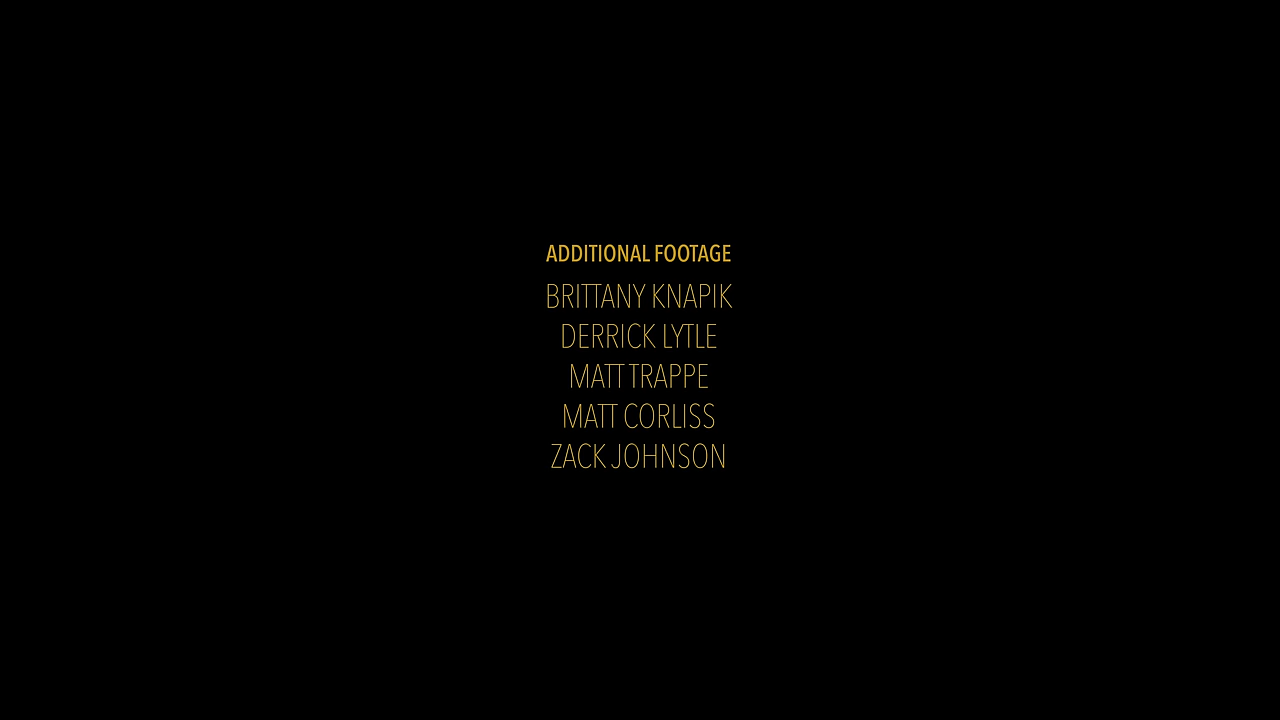 ADDITIONAL FOOTAGE
BRITTANY KNAPIK
DERRICK LYTLE
MATT TRAPPE
MATT CORLISS
ZACK JOHNSON